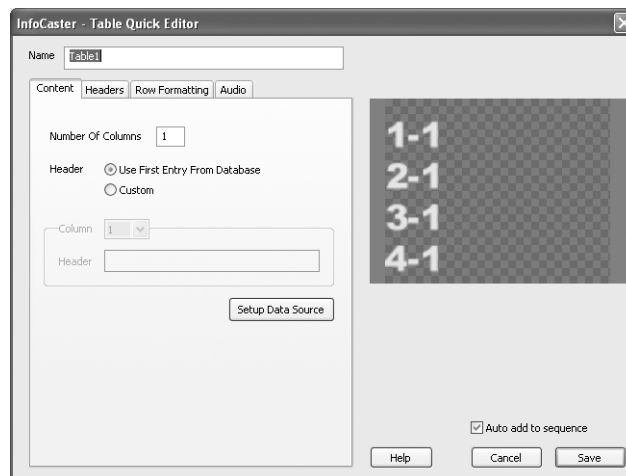 InfoCaster - Table Quick Editor
Name Table1
Content Headers Row Formatting Audio
Number Of Columns 1
Header Use First Entry From Database
Custom
Column 1
Header
Setup Data Source
1-1
2-1
3-1
4-1
Auto add to sequence
Help Cancel Save